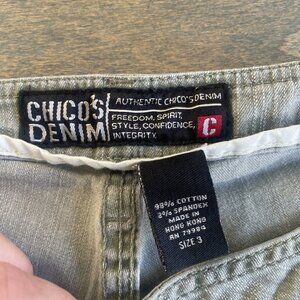 CHICO'S
DENIM
AUTHENTIC CHICO'S DENIM
FREEDOM, SPIRIT,
STYLE, CONFIDENCE,
INTEGRITY.
C
98% COTTON
2% SPANDEX
MADE IN
HONG KONG
RN 79984
SIZE 3